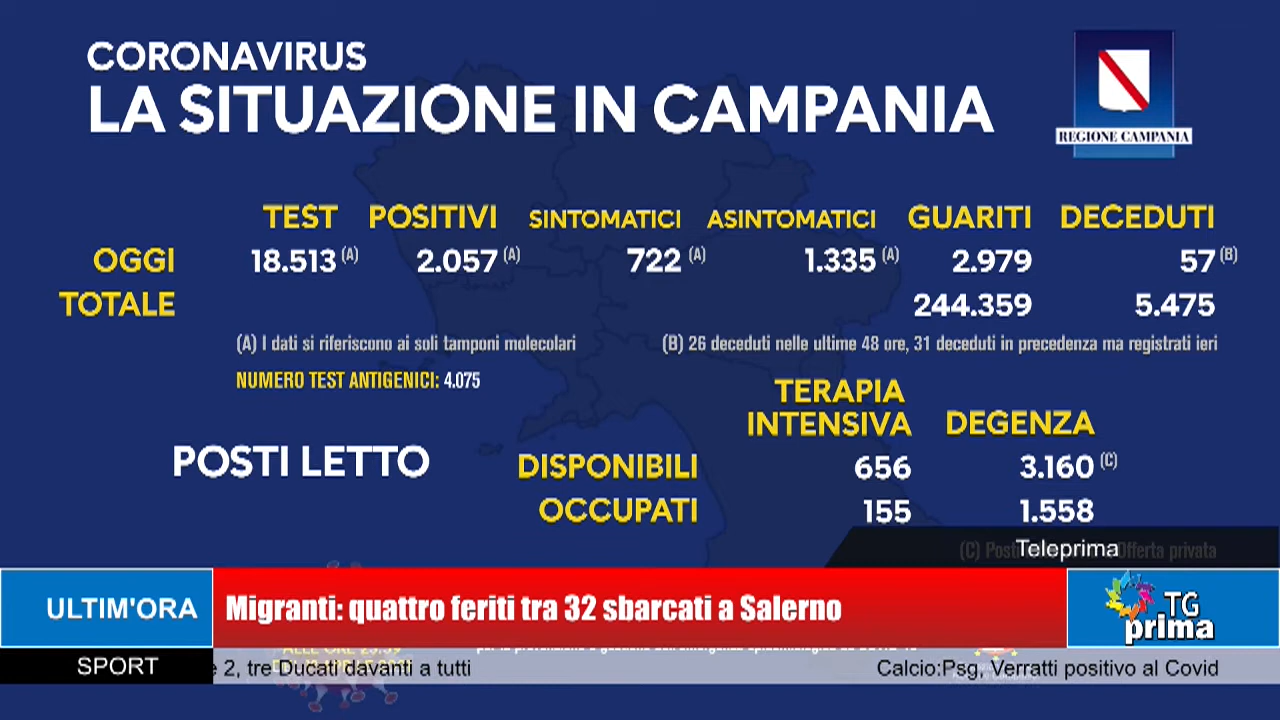 CORONAVIRUS
LA SITUAZIONE IN CAMPANIA
REGIONE CAMPANIA
TEST POSITIVI SINTOMATICI ASINTOMATICI GUARITI DECEDUTI
OGGI 18.513 (A) 2.057 (A) 722 (A) 1.335 (A) 2.979 57 (B)
TOTALE 244.359 5.475
(A) I dati si riferiscono ai soli tamponi molecolari
(B) 26 deceduti nelle ultime 48 ore, 31 deceduti in precedenza ma registrati ieri
NUMERO TEST ANTIGENICI: 4.075
TERAPIA
INTENSIVA DEGENZA
POSTI LETTO
DISPONIBILI 656 3.160 (C)
OCCUPATI 155 1.558
(C) Offerta privata
Teleprima
ULTIM'ORA Migranti: quattro feriti tra 32 sbarcati a Salerno
TG
prima
SPORT 2, tre Ducati davanti a tutti Calcio:Psg, Verratti positivo al Covid